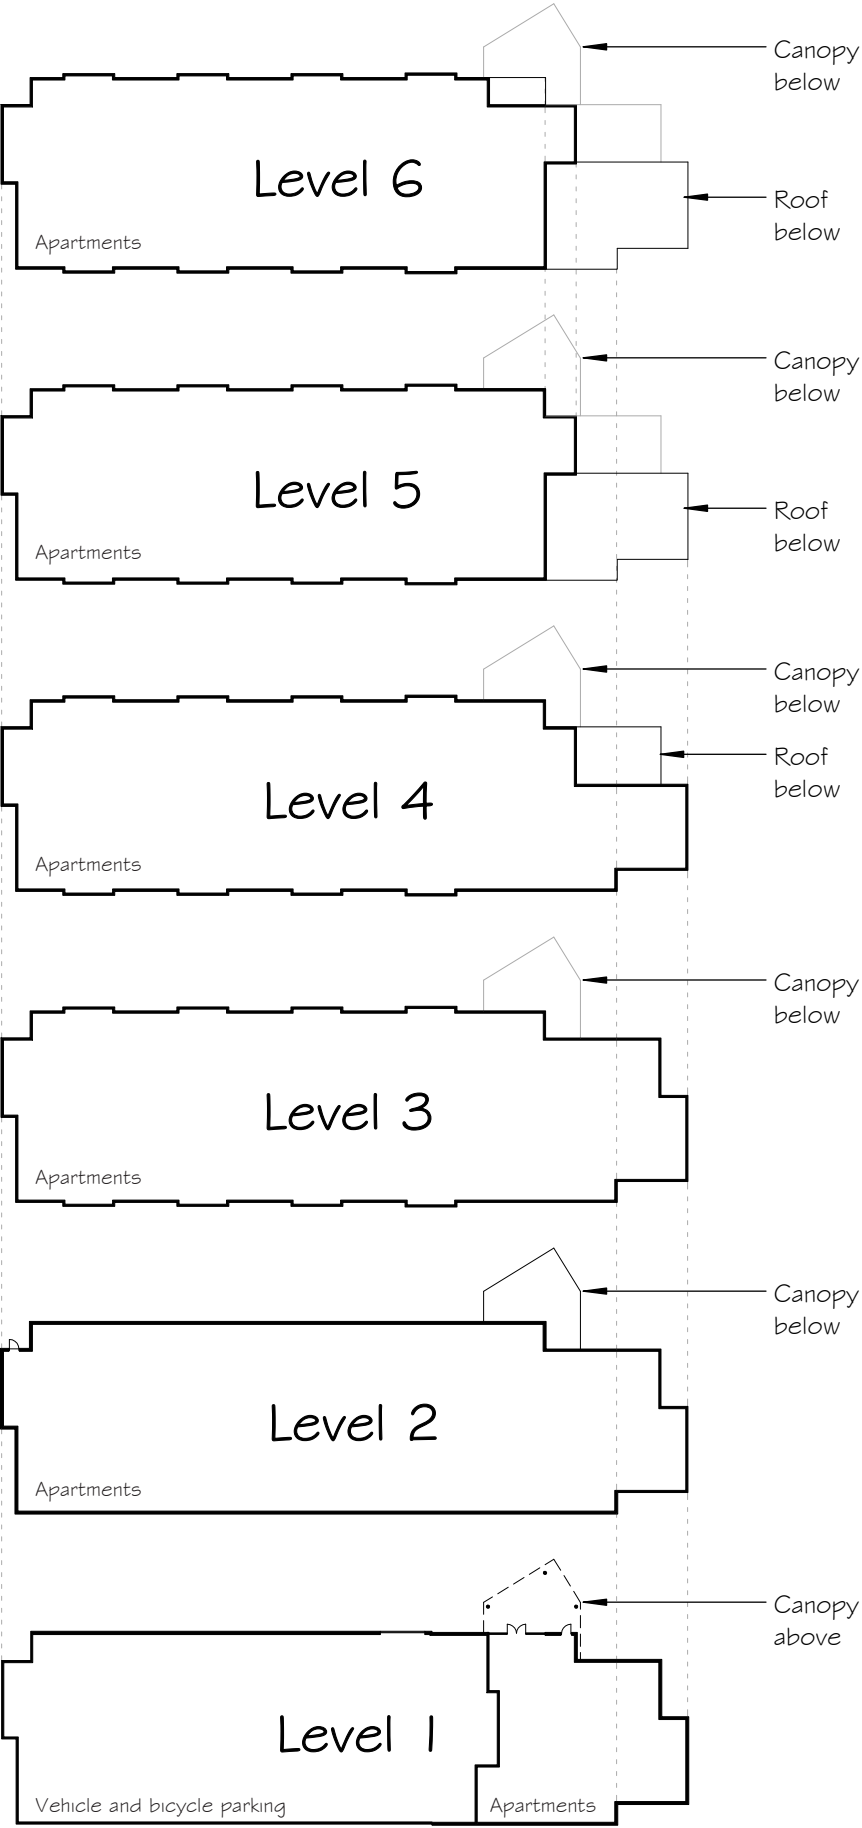 Canopy
below
Level 6
Roof
below
Apartments
Canopy
below
Level 5
Roof
below
Apartments
Canopy
below
Roof
below
Level 4
Apartments
Canopy
below
Level 3
Apartments
Canopy
below
Level 2
Apartments
Canopy
above
Level 1
Vehicle and bicycle parking
Apartments